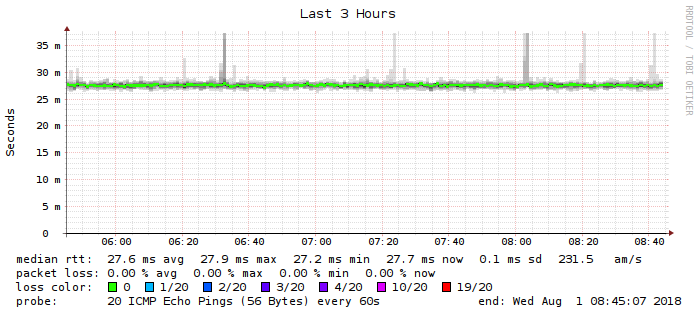 Last 3 Hours
RRDTOOL / TOBI OETIKER
Seconds
35 m
30 m
25 m
20 m
15 m
10 m
5 m
0
06:00 06:20 06:40 07:00 07:20 07:40 08:00 08:20 08:40
median rtt: 27.6 ms avg 27.9 ms max 27.2 ms min 27.7 ms now 0.1 ms sd 231.5 am/s
packet loss: 0.00 % avg 0.00 % max 0.00 % min 0.00 % now
loss color: 0 1/20 2/20 3/20 4/20 10/20 19/20
probe: 20 ICMP Echo Pings (56 Bytes) every 60s end: Wed Aug 1 08:45:07 2018